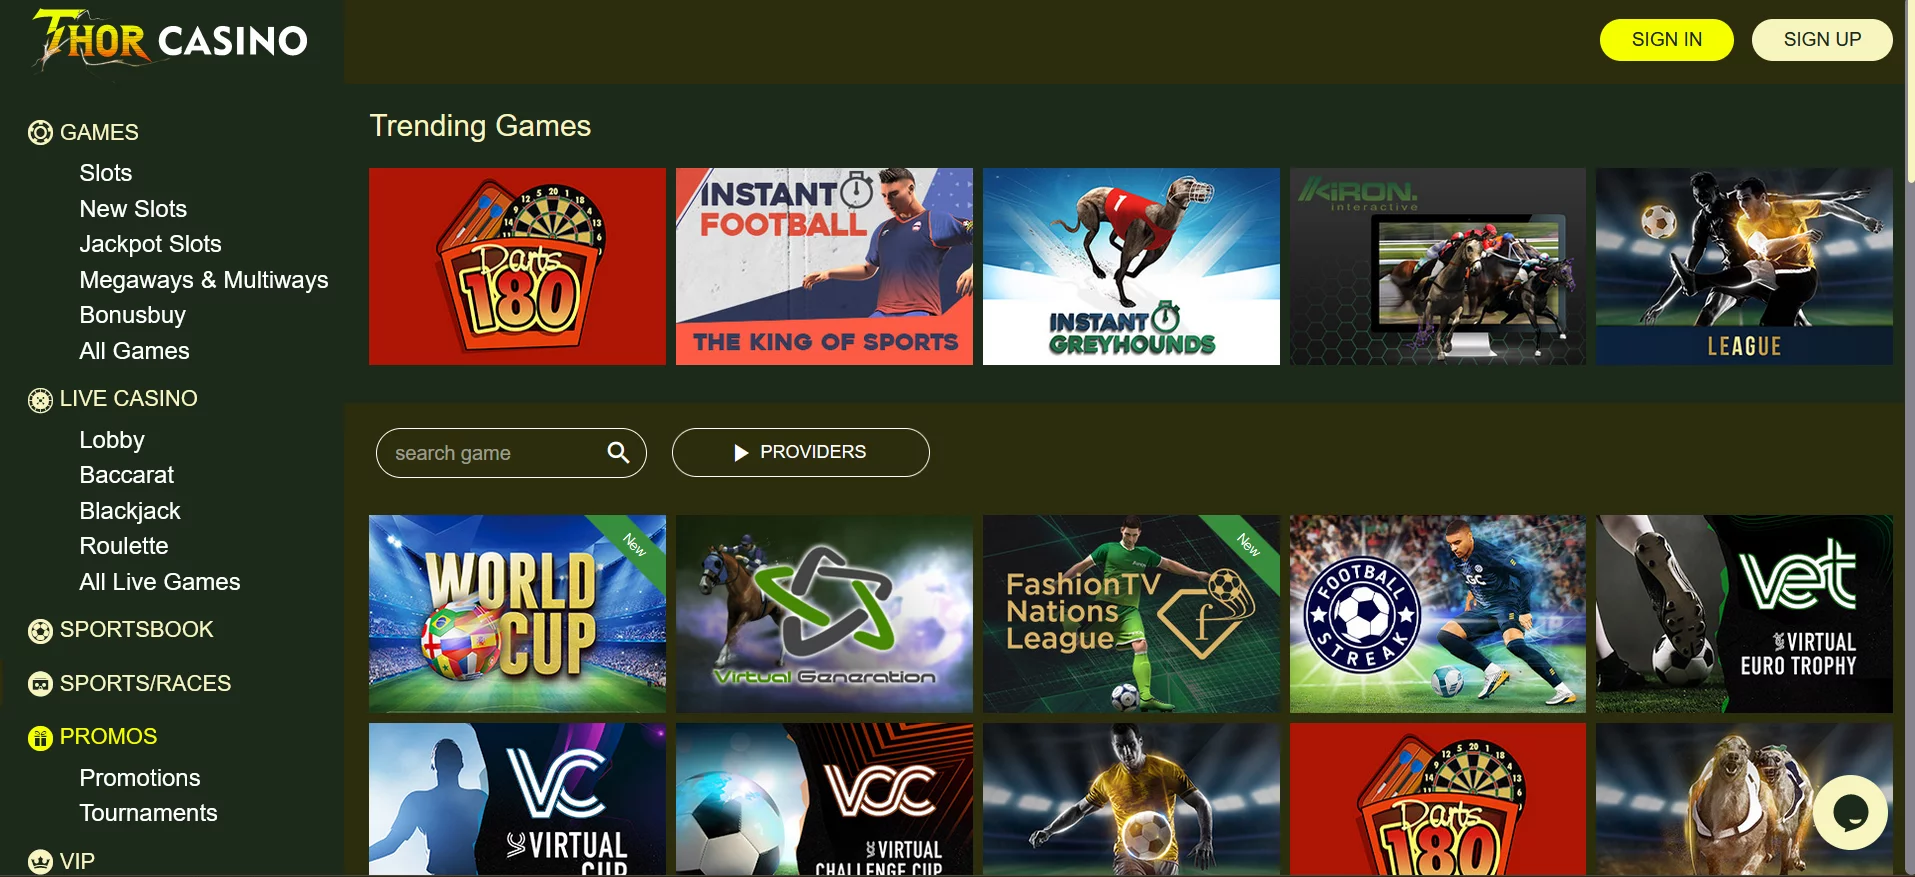 THOR CASINO
SIGN IN
SIGN UP
GAMES
Slots
New Slots
Jackpot Slots
Megaways & Multiways
Bonusbuy
All Games
LIVE CASINO
Lobby
Baccarat
Blackjack
Roulette
All Live Games
SPORTSBOOK
SPORTS/RACES
PROMOS
Promotions
Tournaments
VIP
Trending Games
Darts
180
INSTANT
FOOTBALL
THE KING OF SPORTS
1
INSTANT
GREYHOUNDS
KIRON.
interactive
LEAGUE
search game
PROVIDERS
WORLD
CUP
New
Virtual Generation
FashionTV
Nations
League
f
New
FOOTBALL
STREAK
vet
VIRTUAL
EURO TROPHY
VC
VIRTUAL
CUP
VCC
VIRTUAL
CHALLENGE CUP
Darts
180